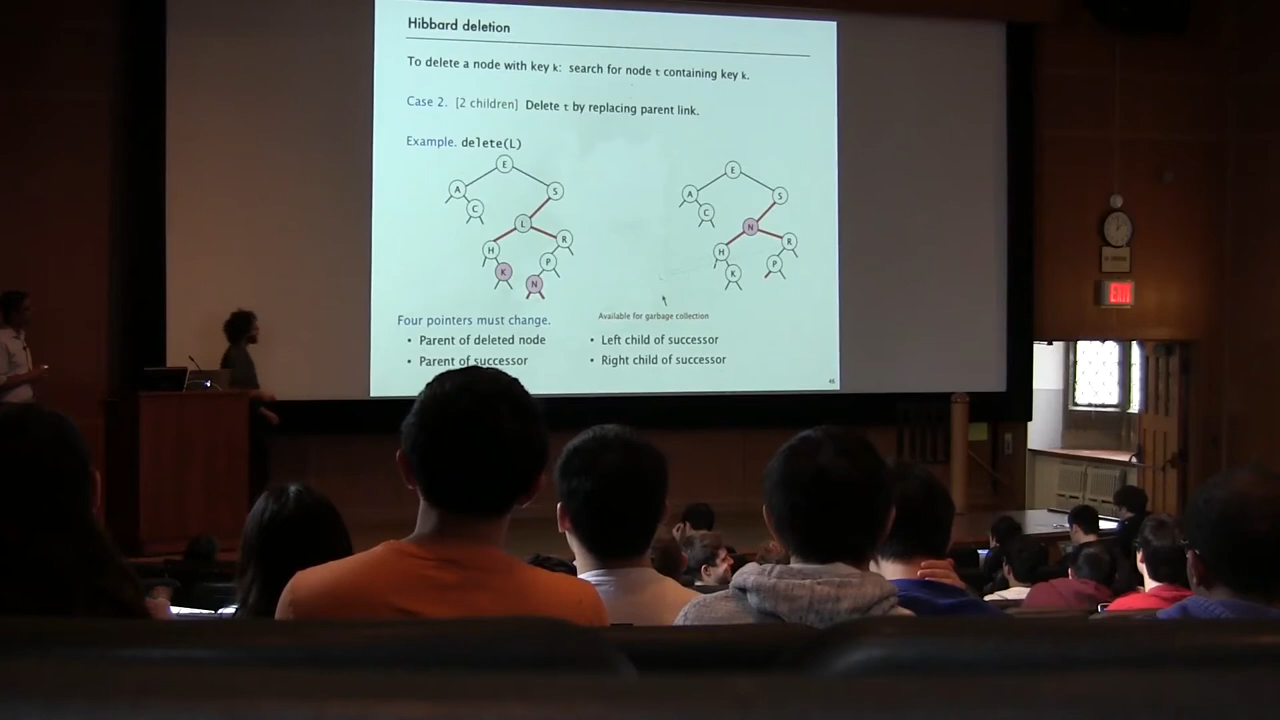 Hibbard deletion
To delete a node with key k: search for node t containing key k.
Case 2. [2 children] Delete t by replacing parent link.
Example. delete(L)
E
A
S
C
L
H
R
P
K
N
E
A
S
C
N
H
R
P
K
Available for garbage collection
Four pointers must change.
• Parent of deleted node
• Parent of successor
• Left child of successor
• Right child of successor
EXIT